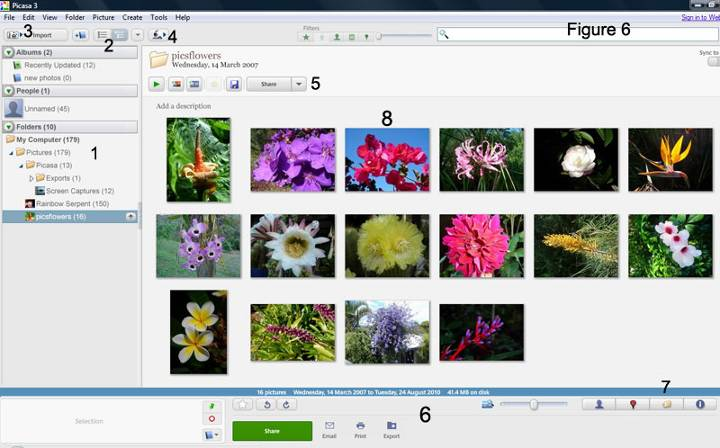 Picasa 3
File Edit View Folder Picture Create Tools Help
Sign in to Web
3 Import 2 4
Filters
Figure 6
Albums (2)
Recently Updated (12)
new photos (0)
People (1)
Unnamed (45)
Folders (10)
My Computer (179)
1
Pictures (179)
Picasa (13)
Exports (1)
Screen Captures (12)
Rainbow Serpent (150)
picsflowers (16)
picsflowers
Wednesday, 14 March 2007
Sync to
Share 5
Add a description
8
16 pictures Wednesday, 14 March 2007 to Tuesday, 24 August 2010 41.4 MB on disk
7
Selection
6
Share
Email Print Export